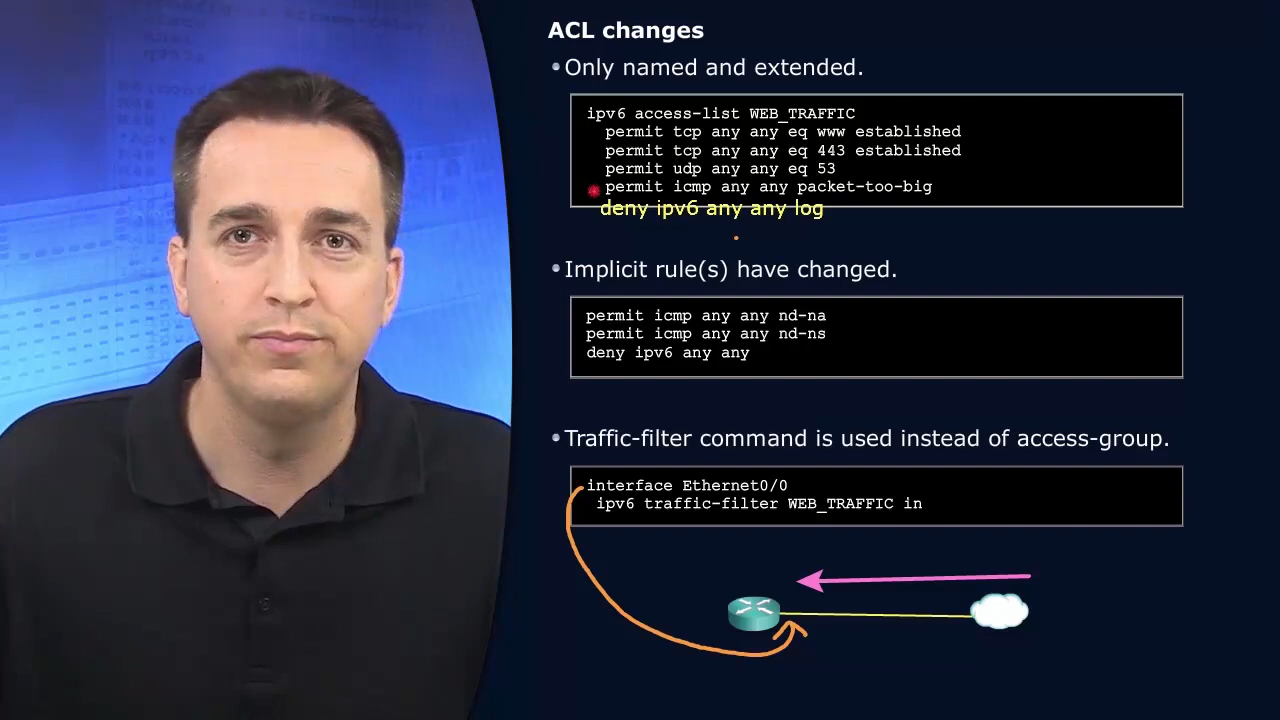 ACL changes
•Only named and extended.
ipv6 access-list WEB_TRAFFIC
permit tcp any any eq www established
permit tcp any any eq 443 established
permit udp any any eq 53
permit icmp any any packet-too-big
deny ipv6 any any log
•Implicit rule(s) have changed.
permit icmp any any nd-na
permit icmp any any nd-ns
deny ipv6 any any
•Traffic-filter command is used instead of access-group.
interface Ethernet0/0
ipv6 traffic-filter WEB_TRAFFIC in